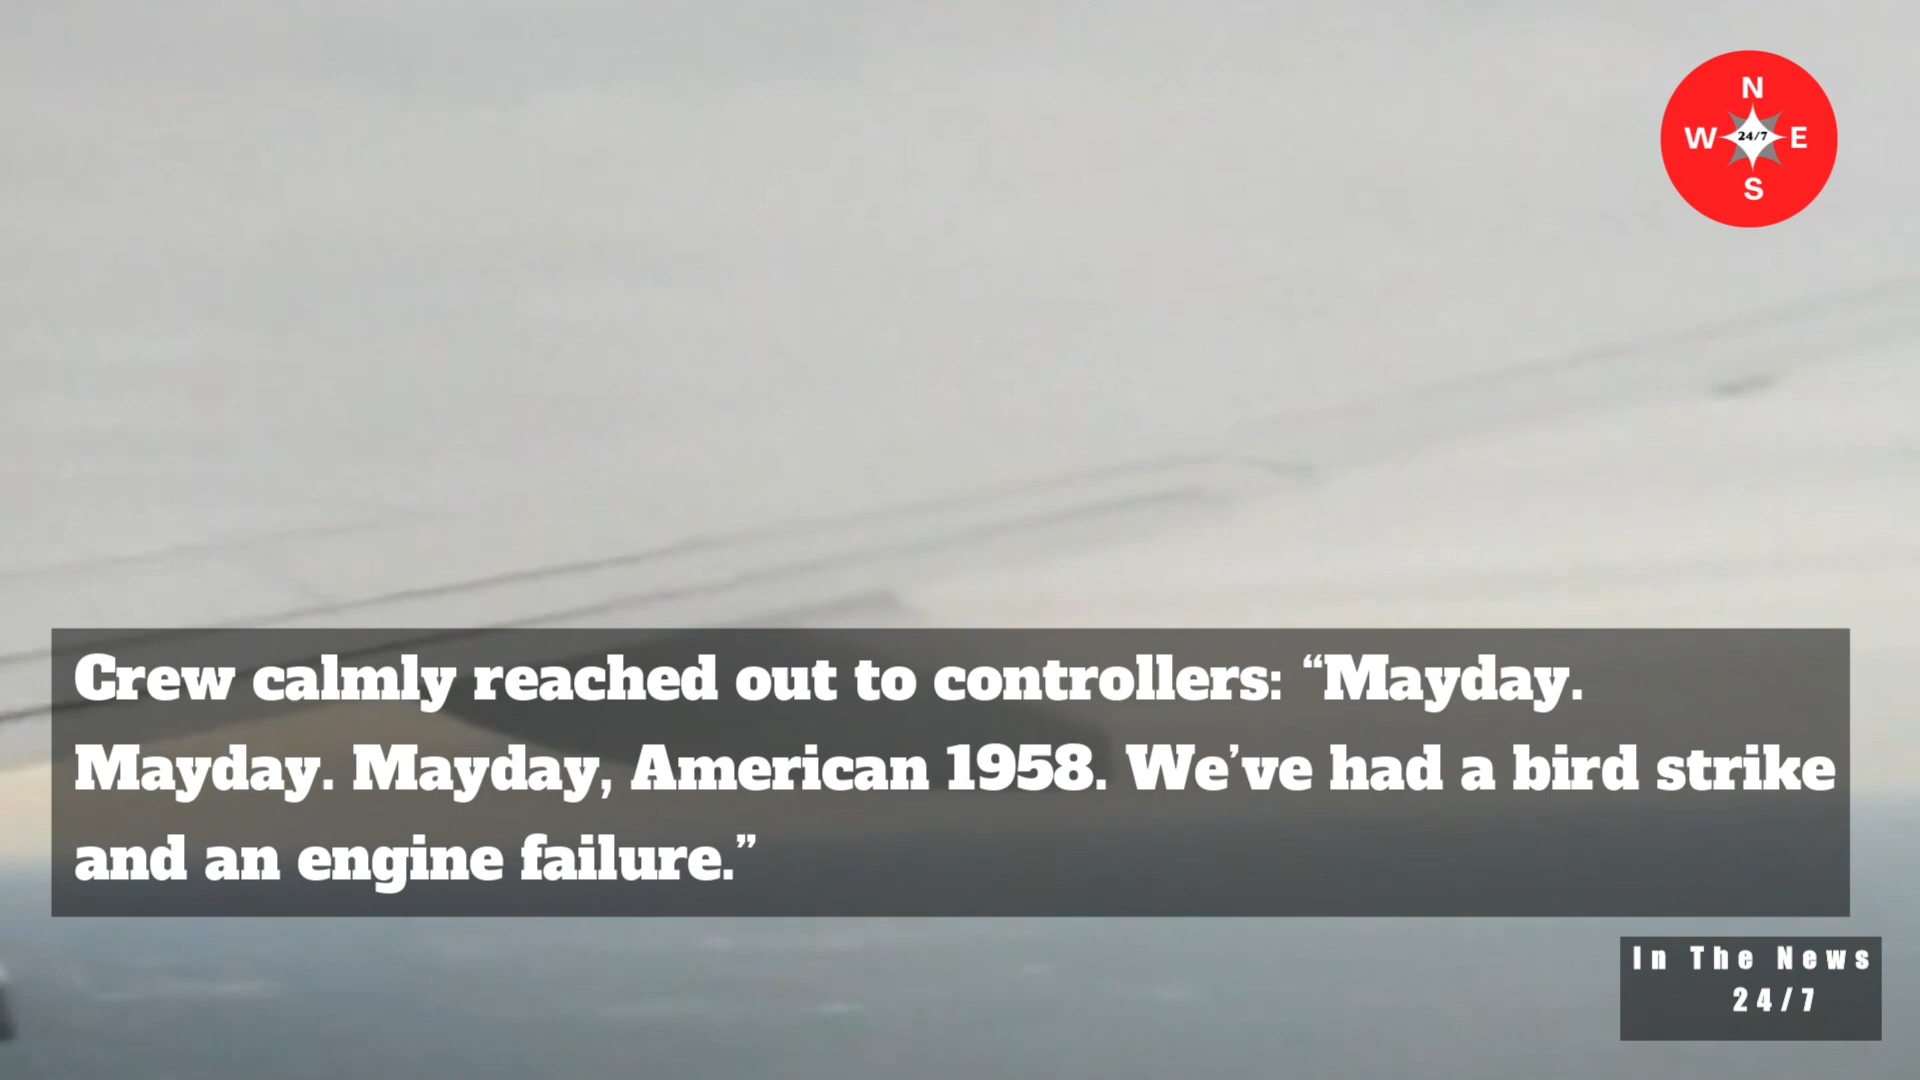 N
W 24/7 E
S
Crew calmly reached out to controllers: “Mayday.
Mayday. Mayday, American 1958. We’ve had a bird strike
and an engine failure.”
In The News
24/7